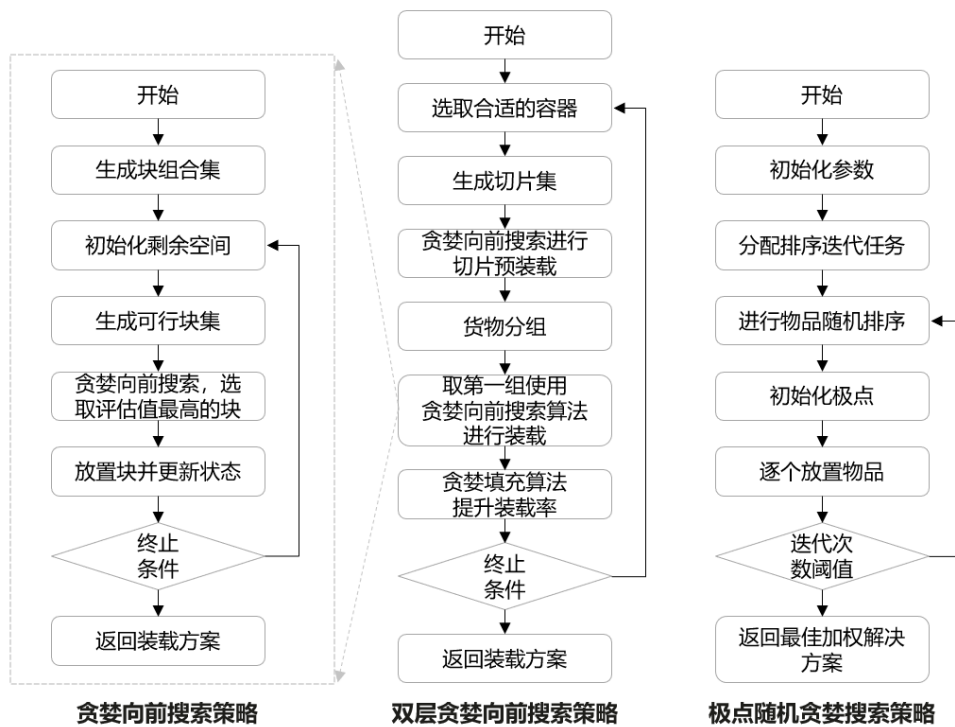 开始
生成块组合集
初始化剩余空间
生成可行块集
贪婪向前搜索，选
取评估值最高的块
放置块并更新状态
终止
条件
返回装载方案
贪婪向前搜索策略
开始
选取合适的容器
生成切片集
贪婪向前搜索进行
切片预装载
货物分组
取第一组使用
贪婪向前搜索算法
进行装载
贪婪填充算法
提升装载率
终止
条件
返回装载方案
双层贪婪向前搜索策略
开始
初始化参数
分配排序迭代任务
进行物品随机排序
初始化极点
逐个放置物品
迭代次
数阈值
返回最佳加权解决
方案
极点随机贪婪搜索策略